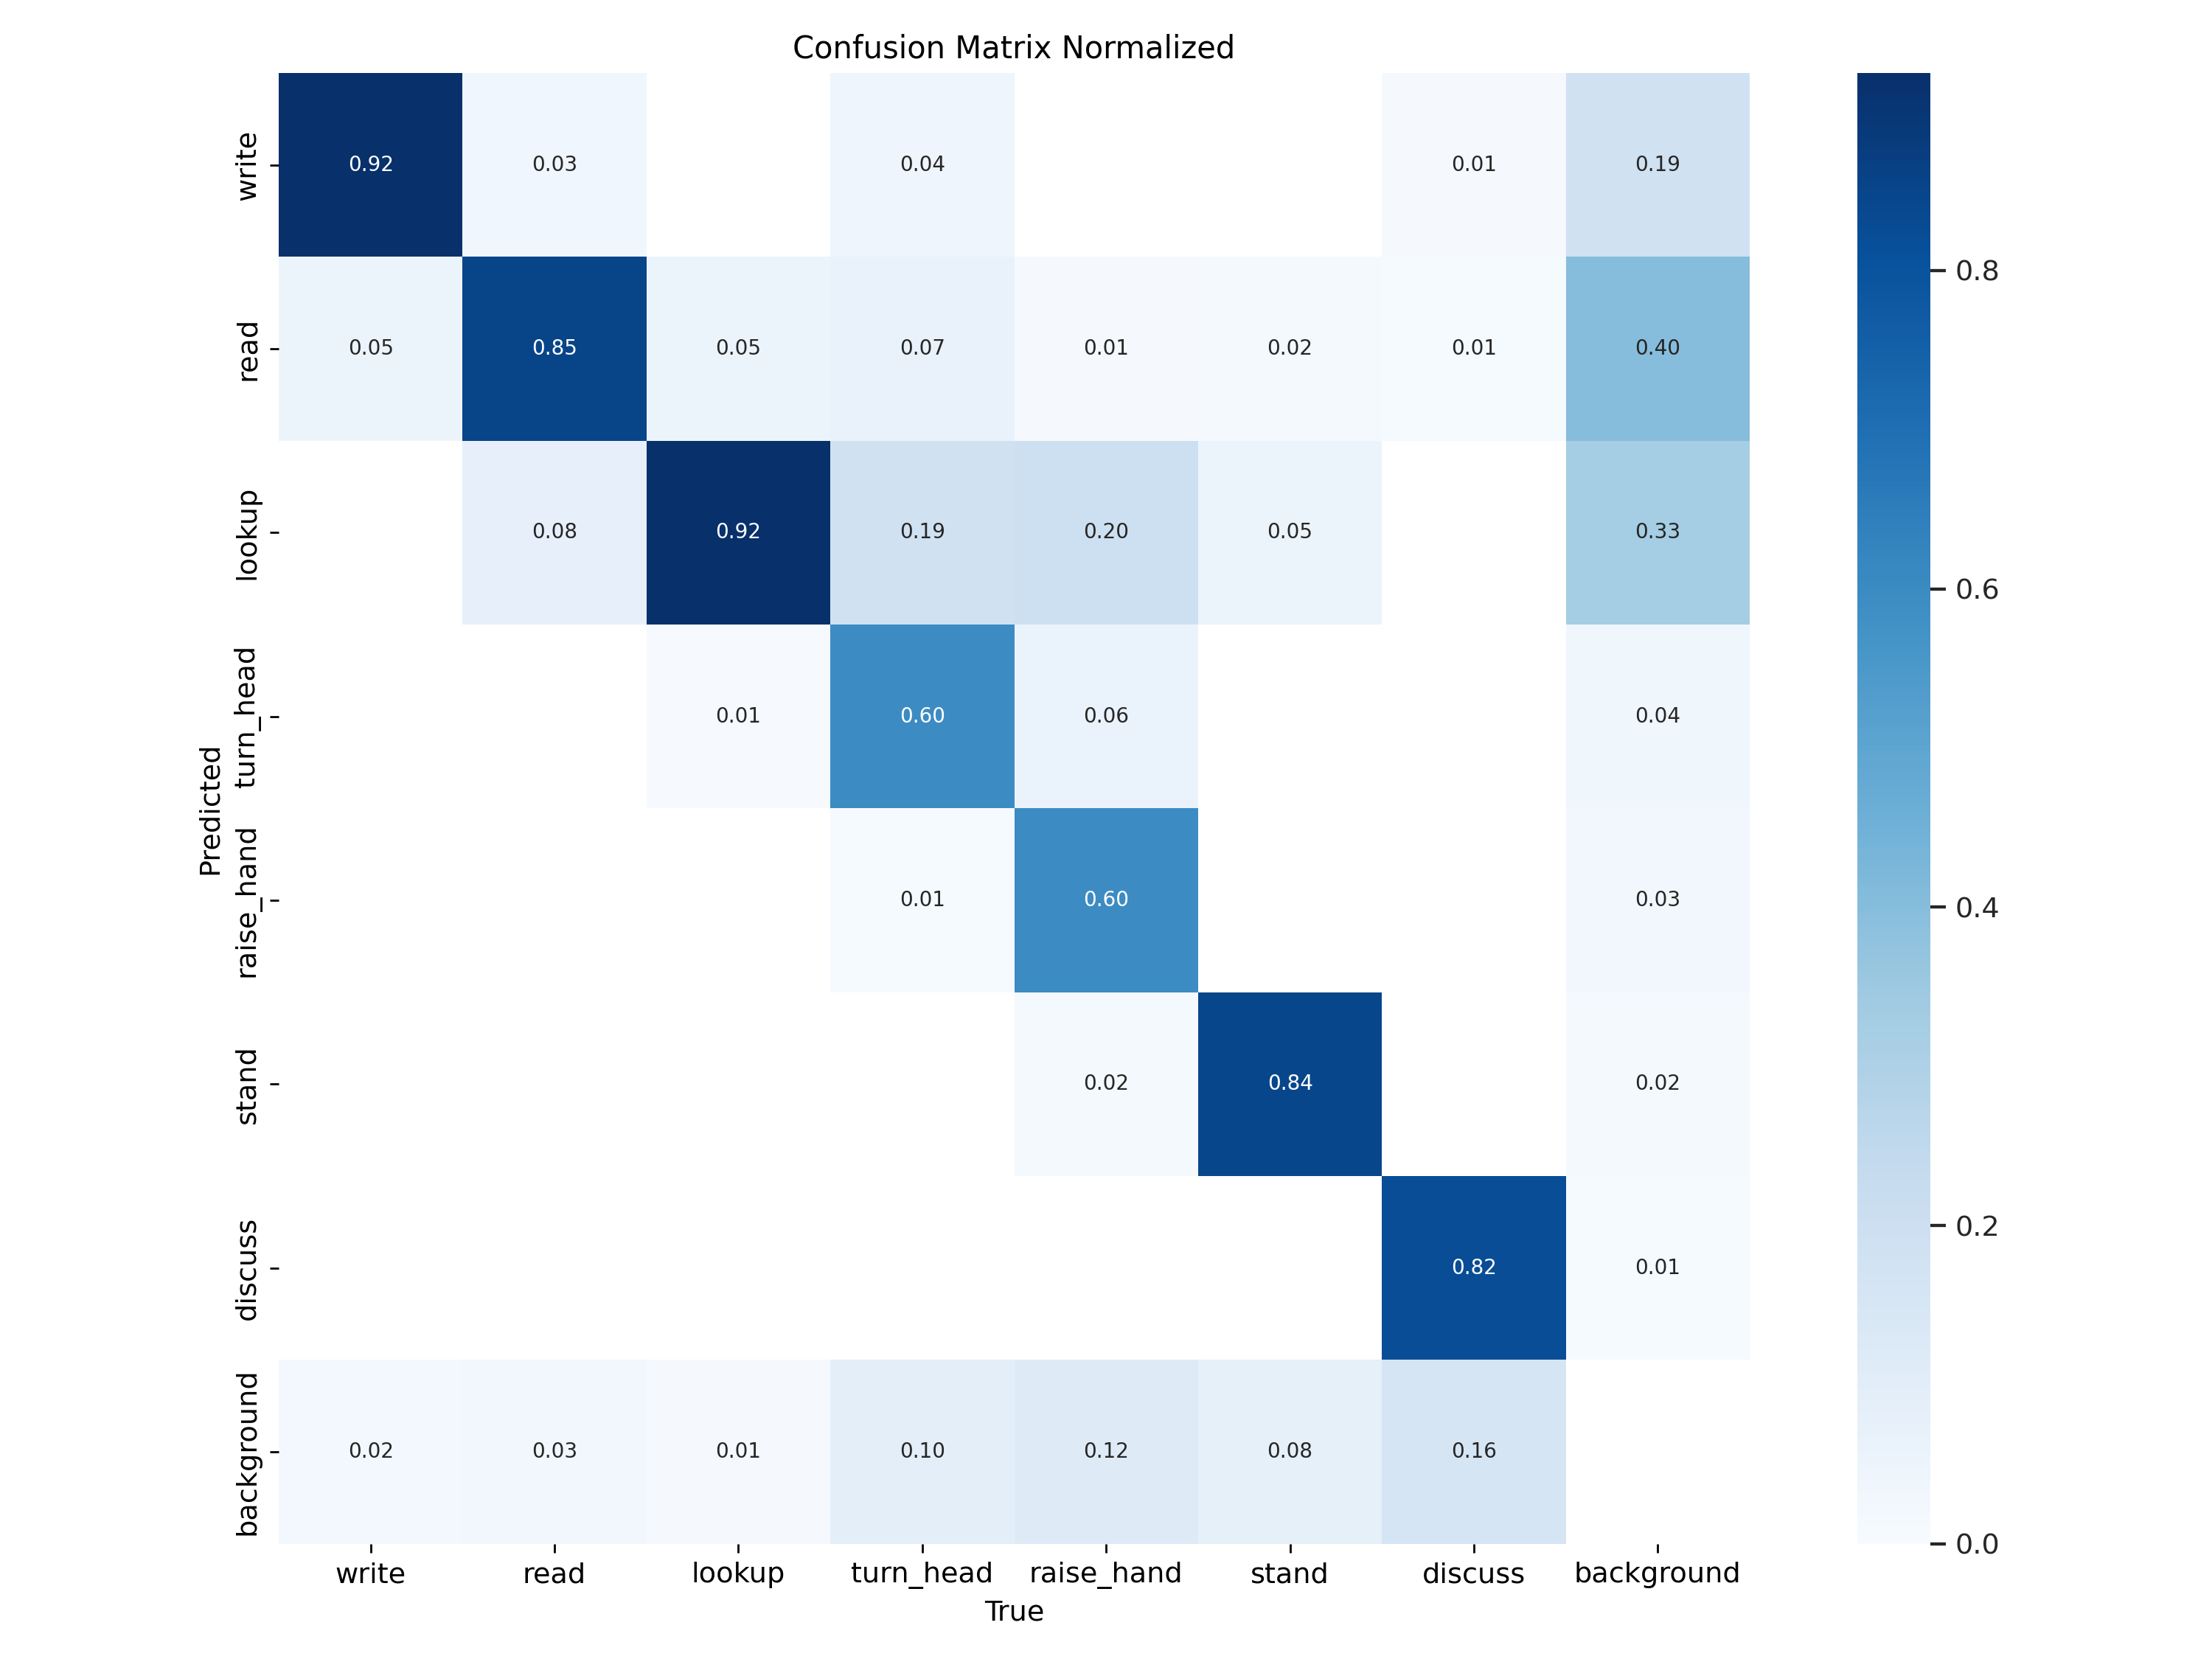 Confusion Matrix Normalized
write 0.92 0.03 0.04 0.01 0.19
read 0.05 0.85 0.05 0.07 0.01 0.02 0.01 0.40
lookup 0.08 0.92 0.19 0.20 0.05 0.33
turn_head 0.01 0.60 0.06 0.04
raise_hand 0.01 0.60 0.03
stand 0.02 0.84 0.02
discuss 0.82 0.01
background 0.02 0.03 0.01 0.10 0.12 0.08 0.16
write read lookup turn_head raise_hand stand discuss background
True
Predicted
0.8
0.6
0.4
0.2
0.0